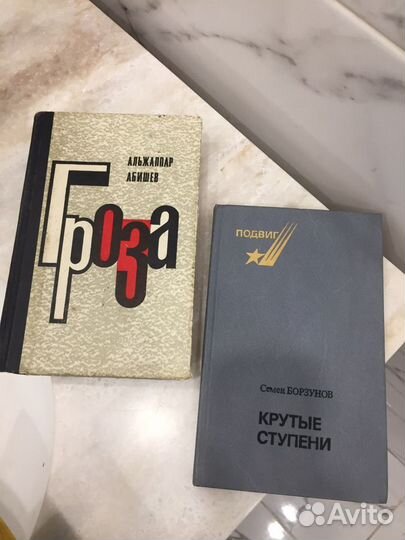 АЛЬЖАППАР
АБИШЕВ
Гроза
ПОДВИГ
Семен БОРЗУНОВ
КРУТЫЕ
СТУПЕНИ
Avito